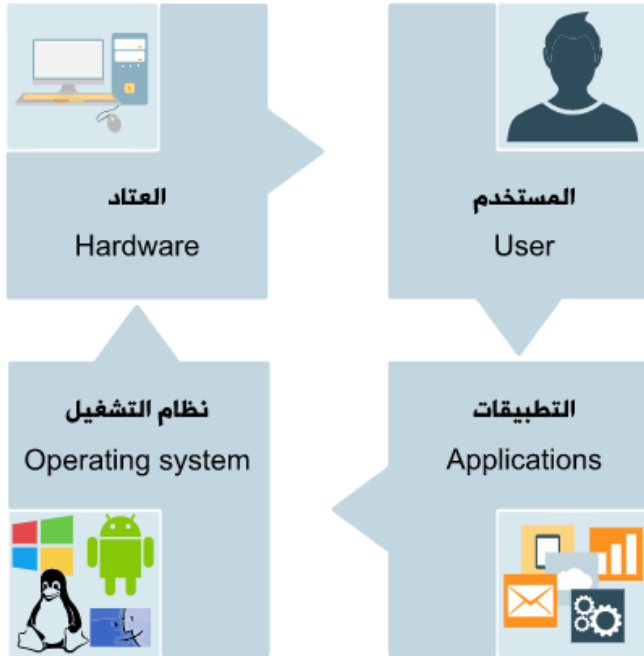 العتاد
Hardware
المستخدم
User
نظام التشغيل
Operating system
التطبيقات
Applications